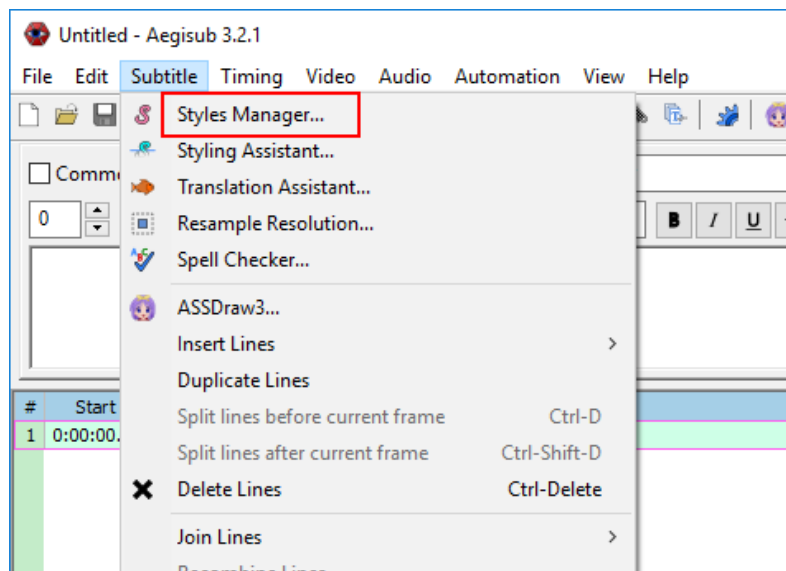 Untitled - Aegisub 3.2.1
File Edit Subtitle Timing Video Audio Automation View Help
Styles Manager...
Styling Assistant...
Comm
Translation Assistant...
0
B I U
Resample Resolution...
Spell Checker...
ASSDraw3...
Insert Lines
Duplicate Lines
# Start
Split lines before current frame Ctrl-D
1 0:00:00.
Split lines after current frame Ctrl-Shift-D
Delete Lines Ctrl-Delete
Join Lines